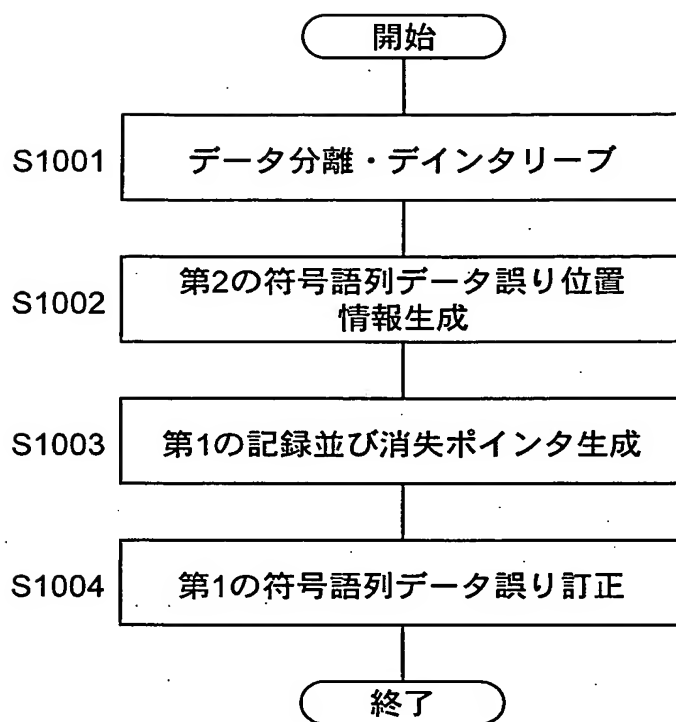 開始
S1001 データ分離・デインタリーブ
S1002 第2の符号語列データ誤り位置
情報生成
S1003 第1の記録並び消失ポインタ生成
S1004 第1の符号語列データ誤り訂正
終了